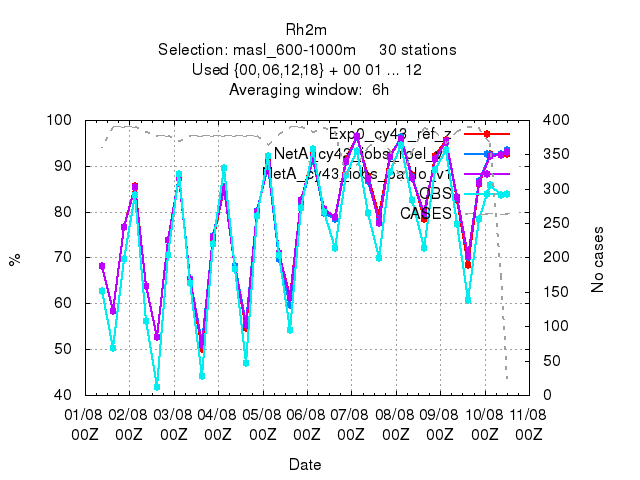 Rh2m
Selection: masl_600-1000m 30 stations
Used {00,06,12,18} + 00 01 ... 12
Averaging window: 6h
100 90 80 70 60 50 40
%
400 350 300 250 200 150 100 50 0
No cases
Exp0_cy43_ref_z
OBS
CASES
01/08 02/08 03/08 04/08 05/08 06/08 07/08 08/08 09/08 10/08 11/08
00Z 00Z 00Z 00Z 00Z 00Z 00Z 00Z 00Z 00Z 00Z
Date